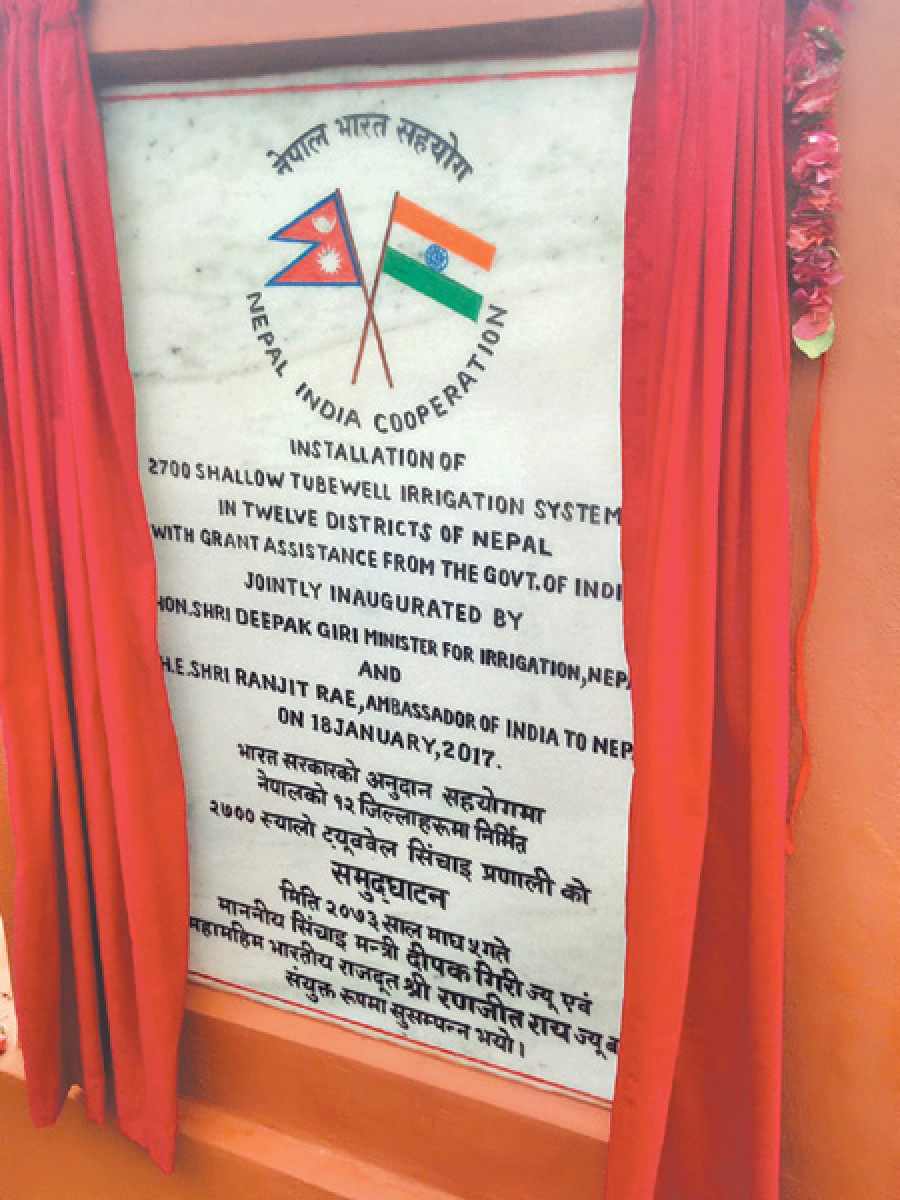 नेपाल भारत सहयोग
NEPAL INDIA COOPERATION
INSTALLATION OF
2700 SHALLOW TUBEWELL IRRIGATION SYSTEM
IN TWELVE DISTRICTS OF NEPAL
WITH GRANT ASSISTANCE FROM THE GOVT. OF INDI
JOINTLY INAUGURATED BY
HON. SHRI DEEPAK GIRI MINISTER FOR IRRIGATION, NEPA
AND
H.E. SHRI RANJIT RAE, AMBASSADOR OF INDIA TO NEP
ON 18 JANUARY, 2017.
भारत सरकारको अनुदान सहयोगमा
नेपालको १२ जिल्लाहरूमा निर्मित
२७०० स्यालो ट्यूववेल सिंचाइ प्रणाली को
समुद्घाटन
मिति २०७३ साल माघ ५ गते
माननीय सिंचाइ मन्त्री दीपक गिरी ज्यू एवं
महामहिम भारतीय राजदूत श्री रणजीत राय ज्यू
संयुक्त रूपमा सुसम्पन्न भयो।